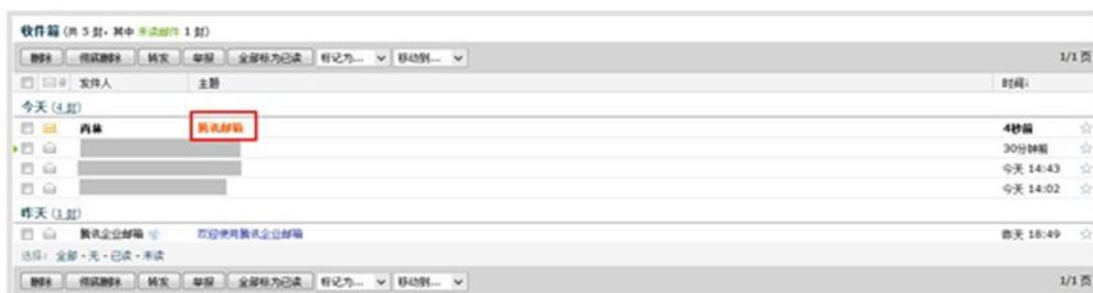 收件箱 (共 5 封，其中 未读邮件 1 封)
删除 彻底删除 转发 举报 全部标为已读 标记为... 移动到... 1/1 页
发件人 主题 时间↓
今天 (4 封)
肖林 腾讯邮箱 4秒前
30分钟前
今天 14:43
今天 14:02
昨天 (1 封)
腾讯企业邮箱 欢迎使用腾讯企业邮箱 昨天 18:49
选择：全部 - 无 - 已读 - 未读
删除 彻底删除 转发 举报 全部标为已读 标记为... 移动到... 1/1 页